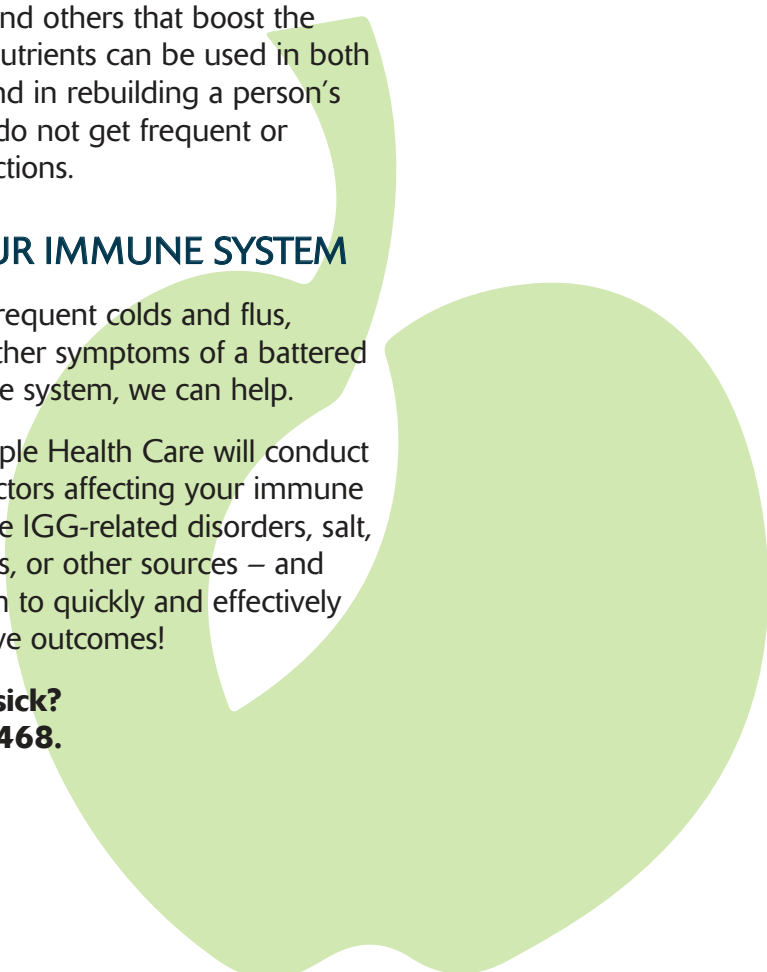 nd others that boost the
utrients can be used in both
nd in rebuilding a person’s
do not get frequent or
ctions.
UR IMMUNE SYSTEM
requent colds and flus,
ther symptoms of a battered
e system, we can help.
ple Health Care will conduct
ctors affecting your immune
e IGG-related disorders, salt,
s, or other sources – and
n to quickly and effectively
ve outcomes!
sick?
468.